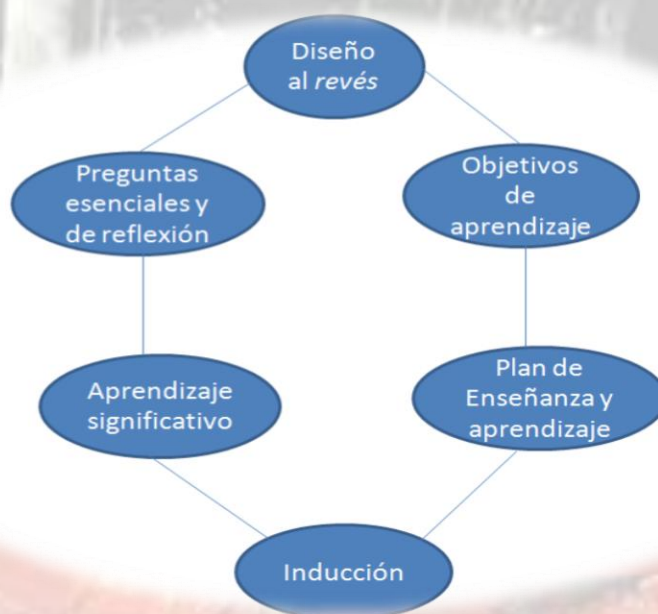 Diseño
al revés
Preguntas
esenciales y
de reflexión
Objetivos
de
aprendizaje
Aprendizaje
significativo
Plan de
Enseñanza y
aprendizaje
Inducción